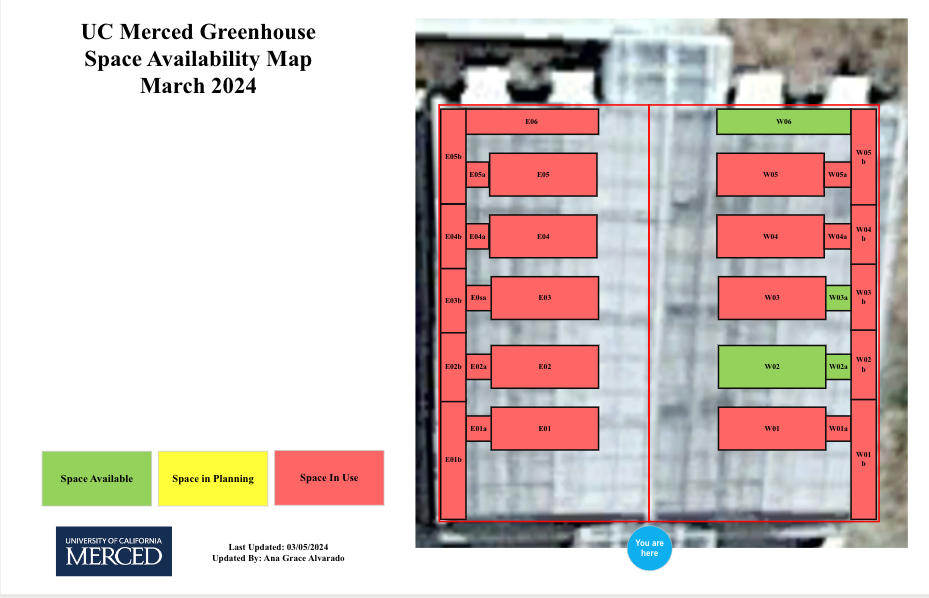 UC Merced Greenhouse
Space Availability Map
March 2024
E06
W06
E05b
W05
b
E05a
E05
W05
W05a
E04b
E04a
E04
W04
W04a
W04
b
E03b
E0sa
E03
W03
W03a
W03
b
E02b
E02a
E02
W02
W02a
W02
b
E01a
E01
W01
W01a
E01b
W01
b
Space Available
Space in Planning
Space In Use
UNIVERSITY OF CALIFORNIA
MERCED
Last Updated: 03/05/2024
Updated By: Ana Grace Alvarado
You are
here